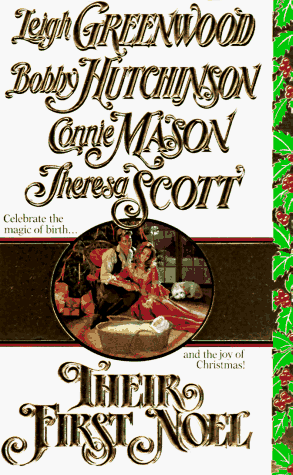 Leigh GREENWOOD
Bobby HUTCHINSON
Connie MASON
Theresa SCOTT
Celebrate the
magic of birth...
and the joy of
Christmas!
THEIR
FIRST NOEL